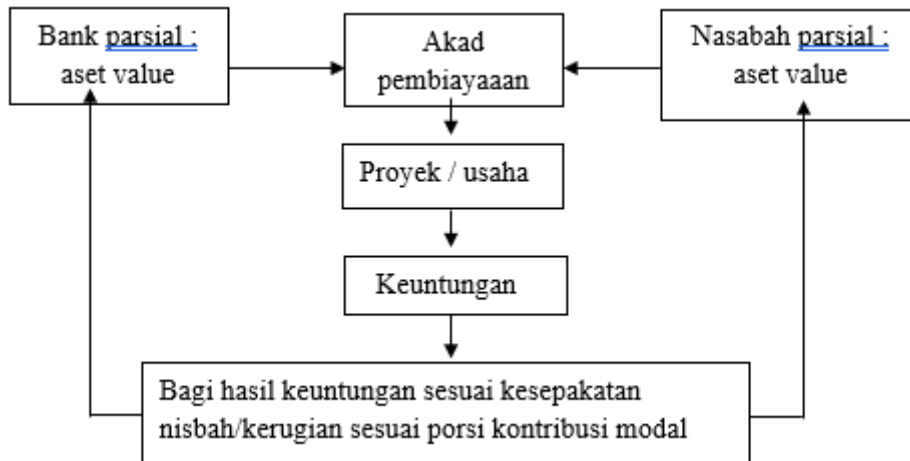 Bank parsial :
aset value
Akad
pembiayaaan
Nasabah parsial :
aset value
Proyek / usaha
Keuntungan
Bagi hasil keuntungan sesuai kesepakatan
nisbah/kerugian sesuai porsi kontribusi modal